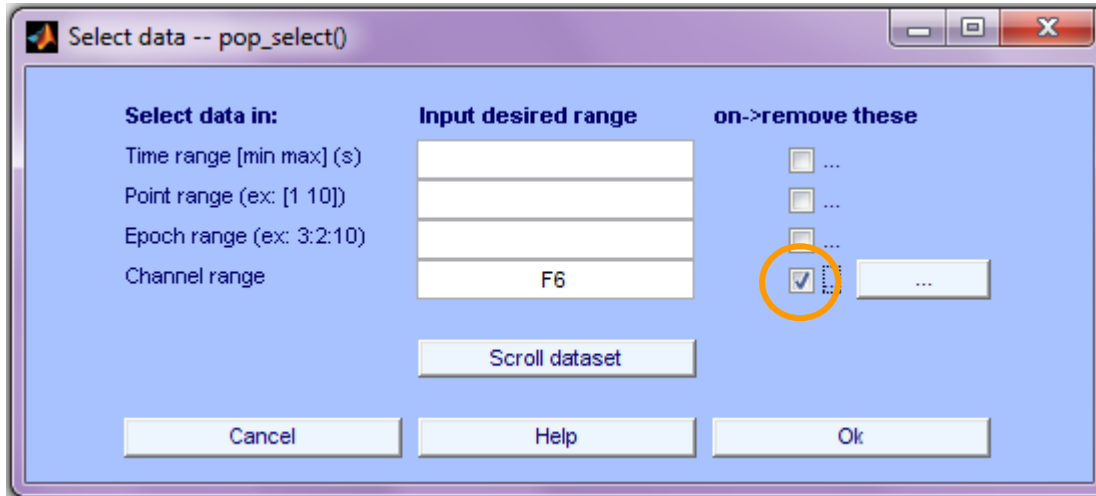 Select data -- pop_select()
Select data in: Input desired range on->remove these
Time range [min max] (s) ...
Point range (ex: [1 10]) ...
Epoch range (ex: 3:2:10) ...
Channel range F6 .. ...
Scroll dataset
Cancel Help Ok